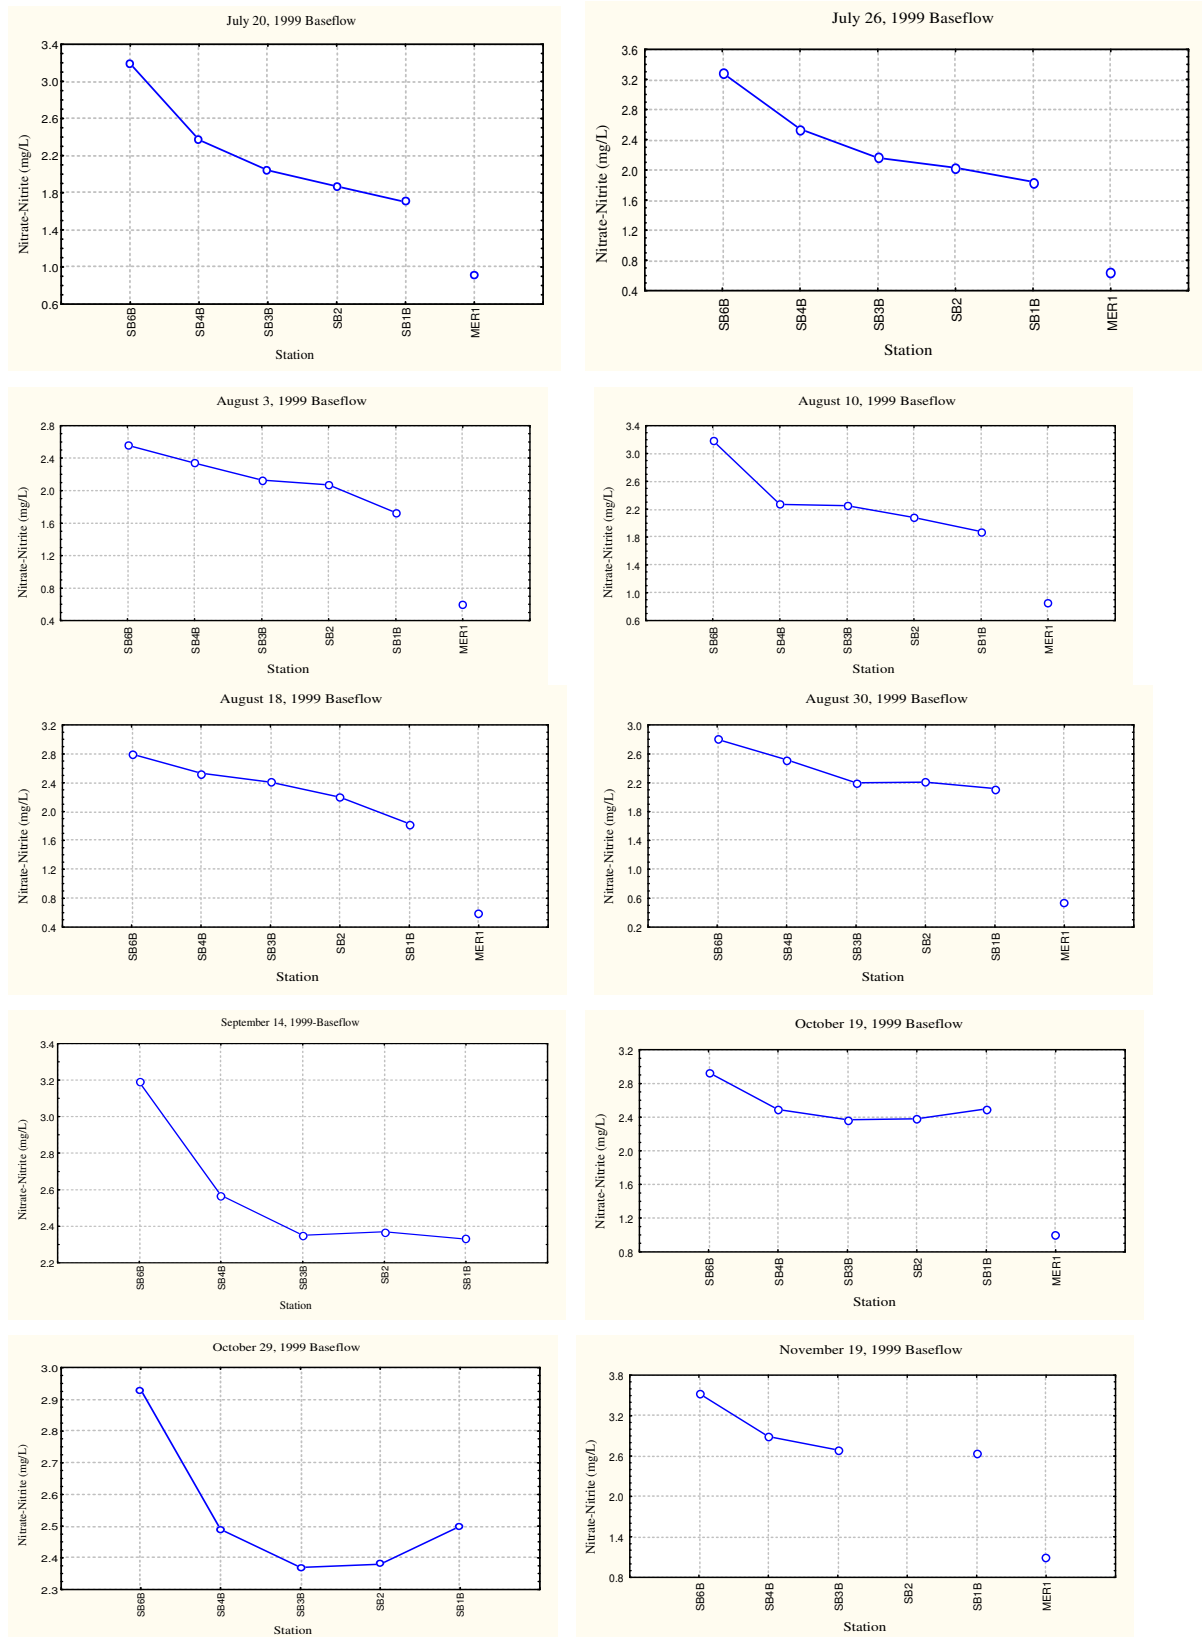 July 20, 1999 Baseflow
Nitrate-Nitrite (mg/L)
3.4
3.0
2.6
2.2
1.8
1.4
1.0
0.6
SB6B
SB4B
SB3B
SB2
SB1B
MER1
Station
July 26, 1999 Baseflow
Nitrate-Nitrite (mg/L)
3.6
3.2
2.8
2.4
2.0
1.6
1.2
0.8
0.4
SB6B
SB4B
SB3B
SB2
SB1B
MER1
Station
August 3, 1999 Baseflow
Nitrate-Nitrite (mg/L)
2.8
2.4
2.0
1.6
1.2
0.8
0.4
SB6B
SB4B
SB3B
SB2
SB1B
MER1
Station
August 10, 1999 Baseflow
Nitrate-Nitrite (mg/L)
3.4
3.0
2.6
2.2
1.8
1.4
1.0
0.6
SB6B
SB4B
SB3B
SB2
SB1B
MER1
Station
August 18, 1999 Baseflow
Nitrate-Nitrite (mg/L)
3.2
2.8
2.4
2.0
1.6
1.2
0.8
0.4
SB6B
SB4B
SB3B
SB2
SB1B
MER1
Station
August 30, 1999 Baseflow
Nitrate-Nitrite (mg/L)
3.0
2.6
2.2
1.8
1.4
1.0
0.6
0.2
SB6B
SB4B
SB3B
SB2
SB1B
MER1
Station
September 14, 1999-Baseflow
Nitrate-Nitrite (mg/L)
3.4
3.2
3.0
2.8
2.6
2.4
2.2
SB6B
SB4B
SB3B
SB2
SB1B
Station
October 19, 1999 Baseflow
Nitrate-Nitrite (mg/L)
3.2
2.8
2.4
2.0
1.6
1.2
0.8
SB6B
SB4B
SB3B
SB2
SB1B
MER1
Station
October 29, 1999 Baseflow
Nitrate-Nitrite (mg/L)
3.0
2.9
2.8
2.7
2.6
2.5
2.4
2.3
SB6B
SB4B
SB3B
SB2
SB1B
Station
November 19, 1999 Baseflow
Nitrate-Nitrite (mg/L)
3.8
3.2
2.6
2.0
1.4
0.8
SB6B
SB4B
SB3B
SB2
SB1B
MER1
Station